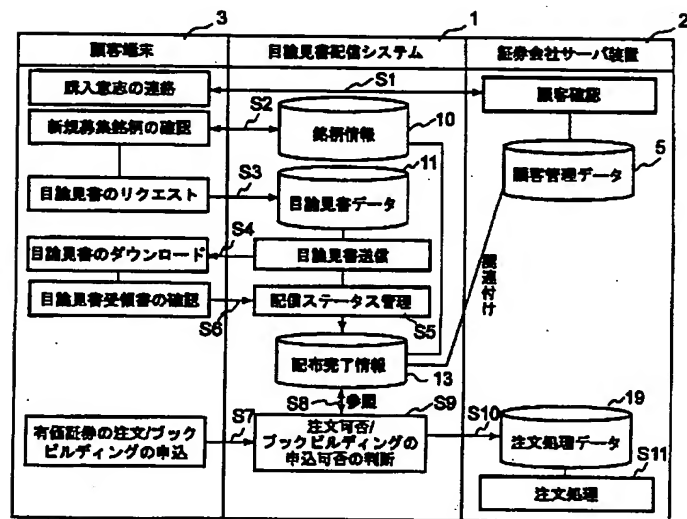 3
1
2
顧客端末
目論見書配信システム
証券会社サーバ装置
購入意志の連絡
S1
顧客確認
新規募集銘柄の確認
S2
銘柄情報
10
11
5
顧客管理データ
目論見書のリクエスト
S3
目論見書データ
目論見書のダウンロード
S4
目論見書送信
関連付け
目論見書受領書の確認
S6
配信ステータス管理
S5
配布完了情報
13
S8
参照
S9
19
有価証券の注文/ブック
ビルディングの申込
S7
注文可否/
ブックビルディングの
申込可否の判断
S10
注文処理データ
S11
注文処理